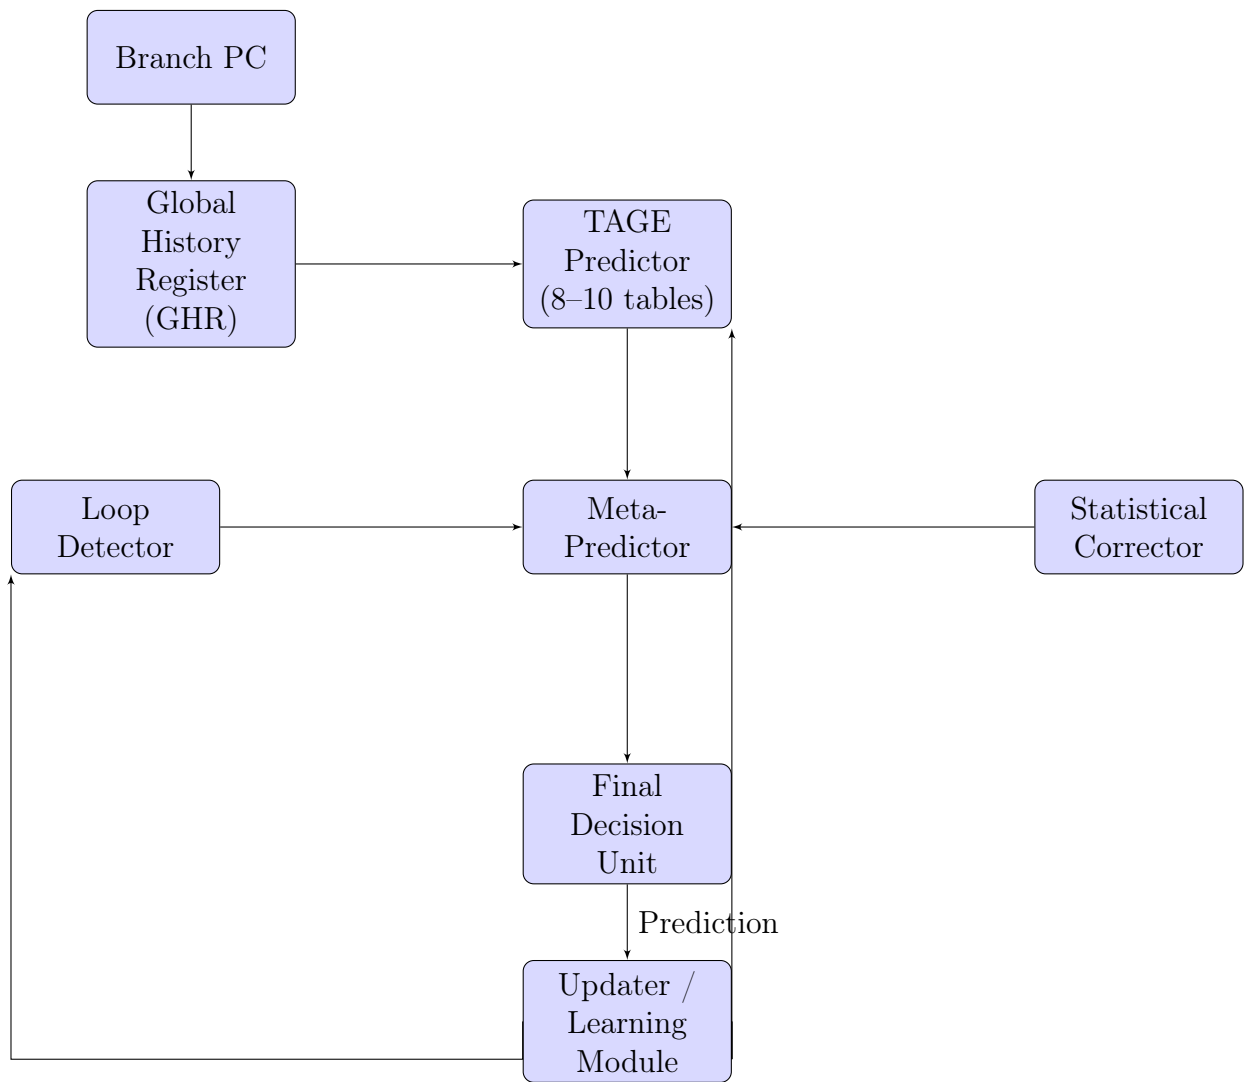 Branch PC
Global
History
Register
(GHR)
TAGE
Predictor
(8–10 tables)
Loop
Detector
Meta-
Predictor
Statistical
Corrector
Final
Decision
Unit
Prediction
Updater /
Learning
Module